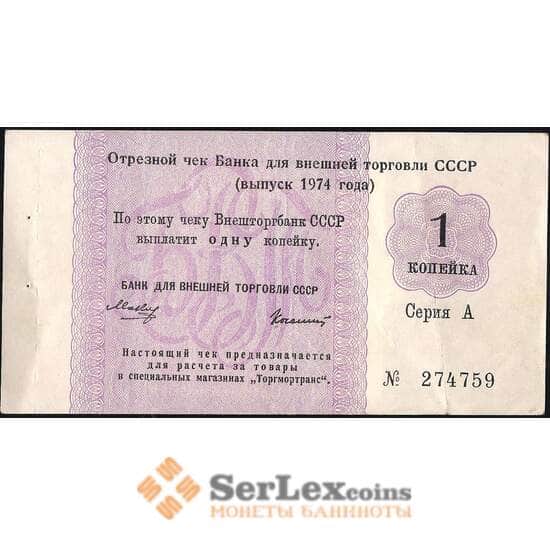 Отрезной чек Банка для внешней торговли СССР
(выпуск 1974 года)
По этому чеку Внешторгбанк СССР
выплатит одну копейку.
БАНК ДЛЯ ВНЕШНЕЙ ТОРГОВЛИ СССР
Настоящий чек предназначается
для расчета за товары
в специальных магазинах „Торгмортранс“.
1
КОПЕЙКА
Серия А
№ 274759
SerLexcoins
МОНЕТЫ БАНКНОТЫ